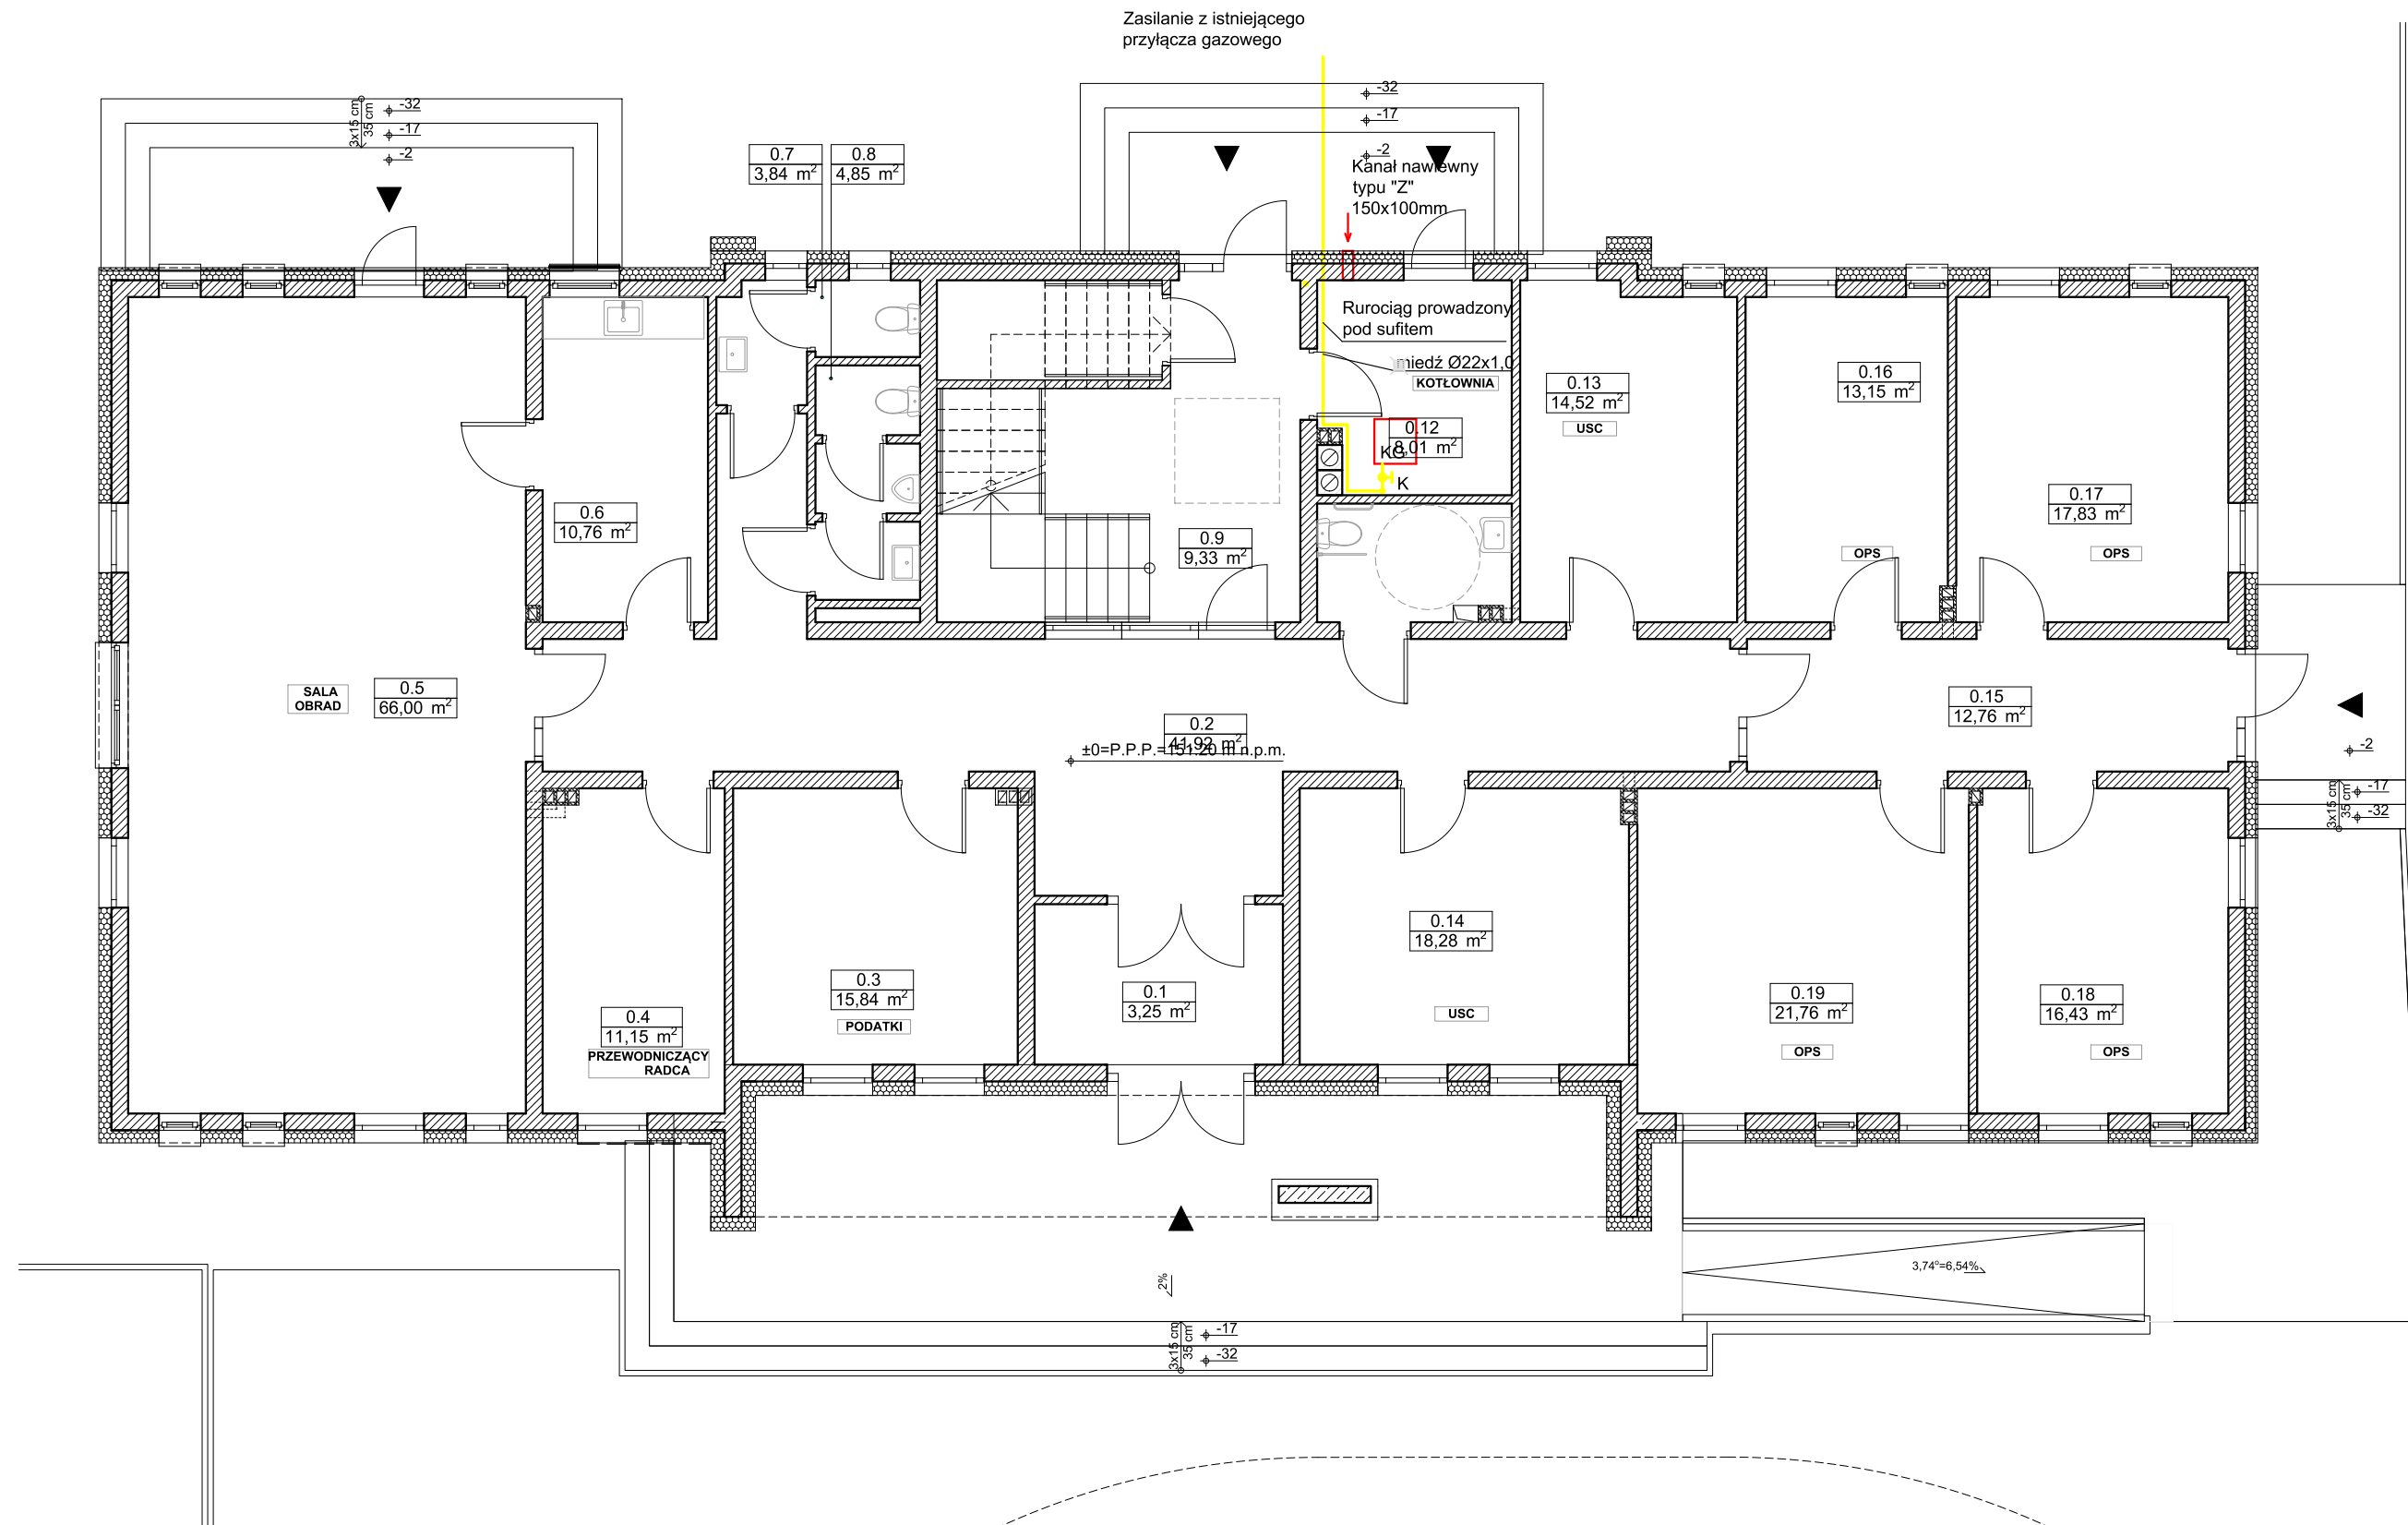 Zasilanie z istniejącego
przyłącza gazowego
-32
-17
-2
3x15 cm
35 cm
-32
-17
-2
0.7
3,84 m²
0.8
4,85 m²
Kanał nawiewny
typu "Z"
150x100mm
Rurociąg prowadzony
pod sufitem
miedź Ø22x1,0
KOTŁOWNIA
0.12
8,01 m²
KG
K
0.13
14,52 m²
USC
0.16
13,15 m²
OPS
0.17
17,83 m²
OPS
0.6
10,76 m²
0.9
9,33 m²
SALA
OBRAD
0.5
66,00 m²
0.2
41,92 m²
±0=P.P.P.=151.20 m n.p.m.
0.15
12,76 m²
-2
-17
-32
3x15 cm
35 cm
0.4
11,15 m²
PRZEWODNICZĄCY
RADCA
0.3
15,84 m²
PODATKI
0.1
3,25 m²
0.14
18,28 m²
USC
0.19
21,76 m²
OPS
0.18
16,43 m²
OPS
2%
3,74°=6,54%
3x15 cm
35 cm
-17
-32